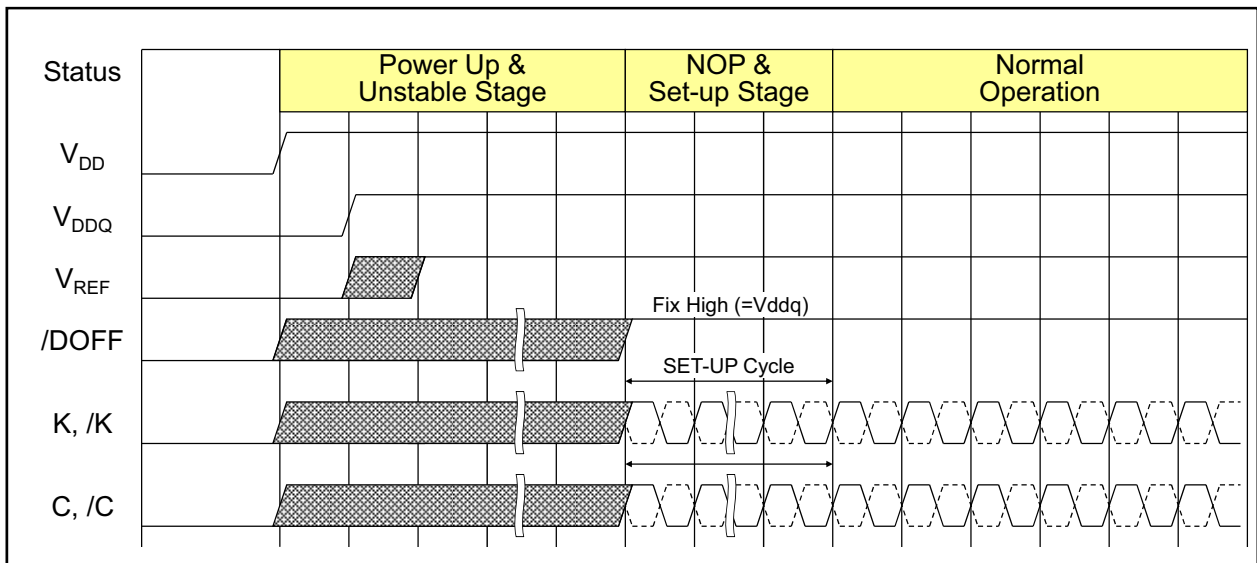 Status
Power Up &
Unstable Stage
NOP &
Set-up Stage
Normal
Operation
VDD
VDDQ
VREF
Fix High (=Vddq)
/DOFF
SET-UP Cycle
K, /K
C, /C